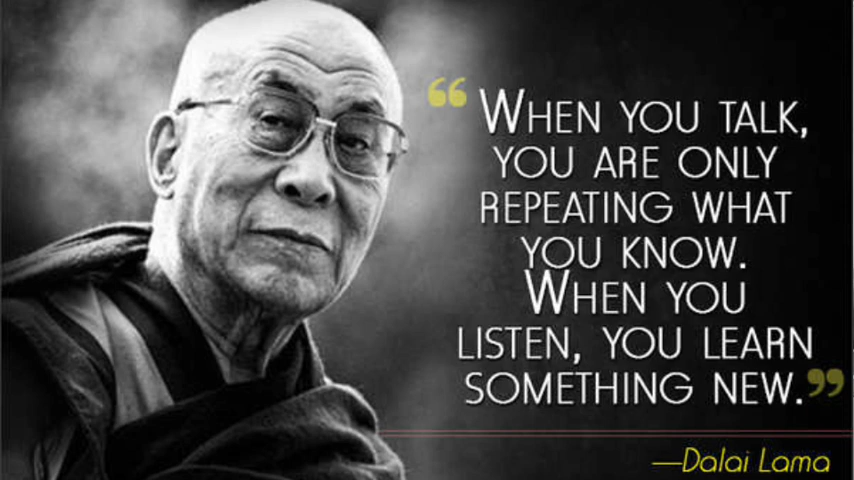 “When you talk,
you are only
repeating what
you know.
When you
listen, you learn
something new.”
—Dalai Lama